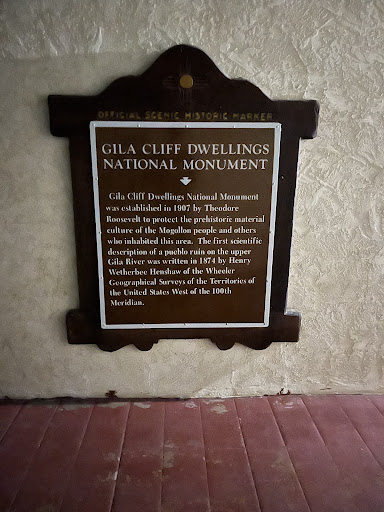 OFFICIAL SCENIC HISTORIC MARKER
GILA CLIFF DWELLINGS
NATIONAL MONUMENT
Gila Cliff Dwellings National Monument
was established in 1907 by Theodore
Roosevelt to protect the prehistoric material
culture of the Mogollon people and others
who inhabited this area. The first scientific
description of a pueblo ruin on the upper
Gila River was written in 1874 by Henry
Wetherbee Henshaw of the Wheeler
Geographical Surveys of the Territories of
the United States West of the 100th
Meridian.